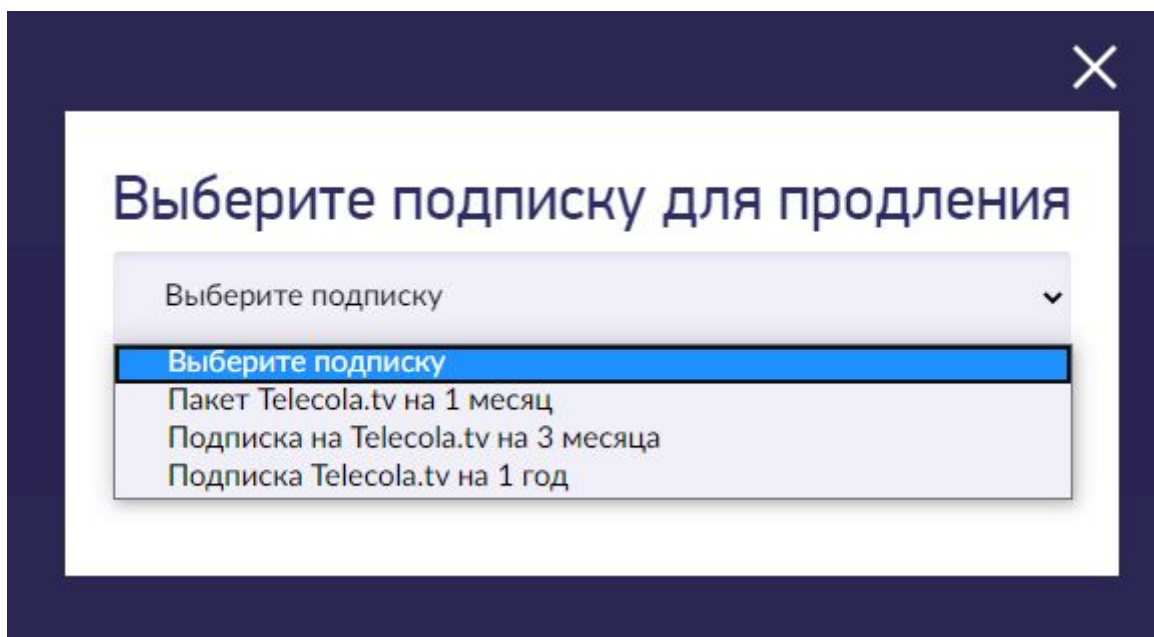 Выберите подписку для продления
Выберите подписку
Выберите подписку
Пакет Telecola.tv на 1 месяц
Подписка на Telecola.tv на 3 месяца
Подписка Telecola.tv на 1 год